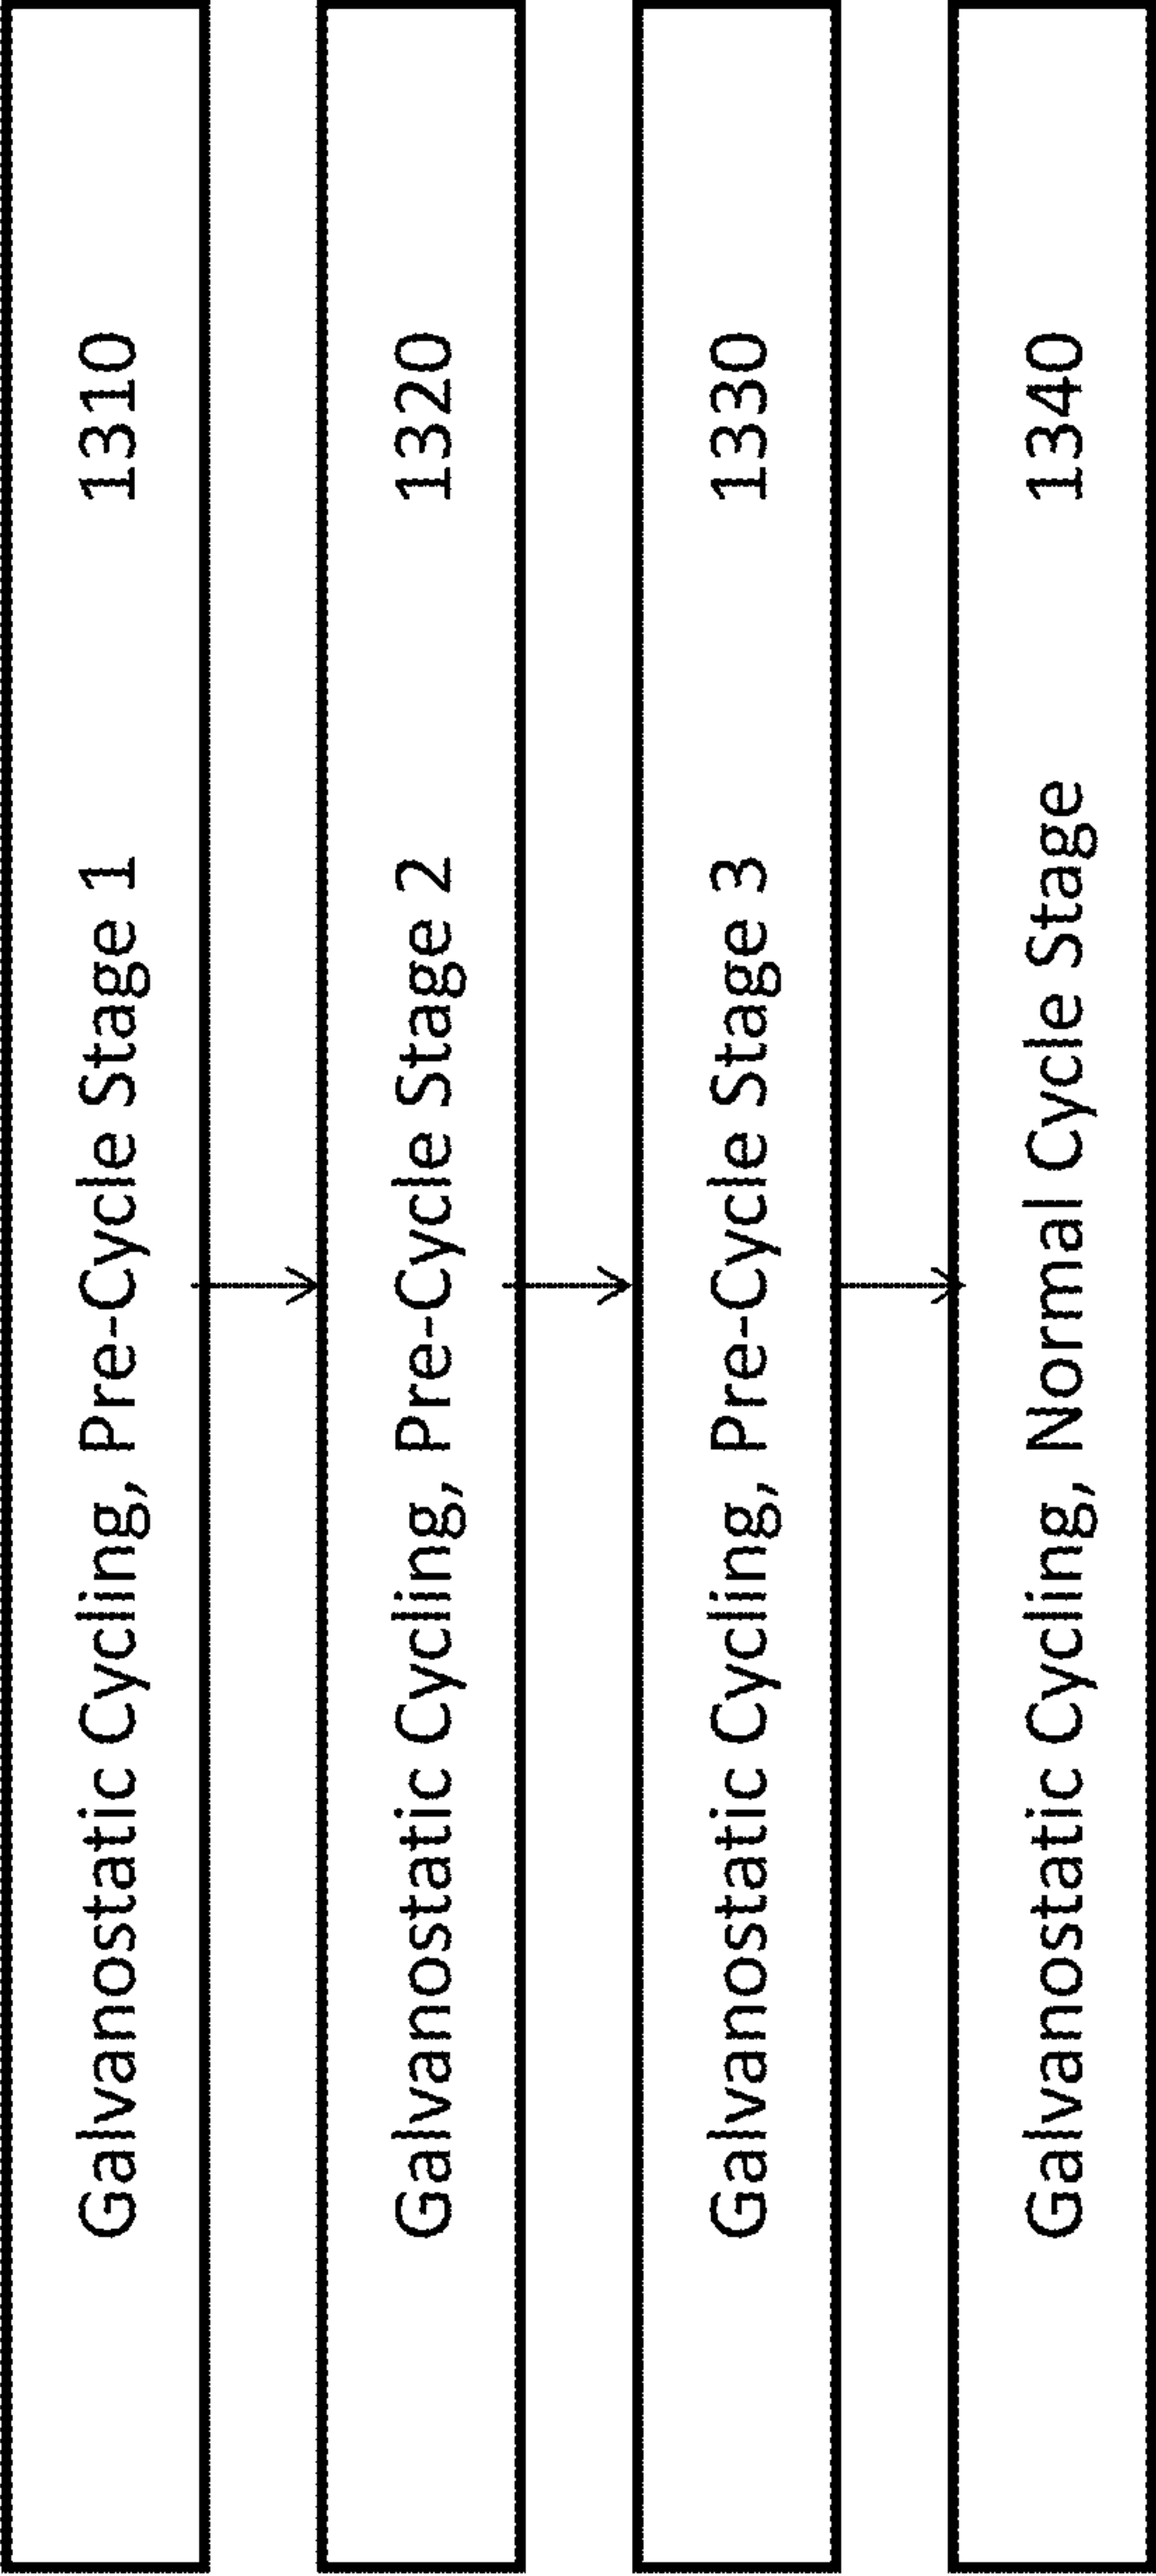 Galvanostatic Cycling, Pre-Cycle Stage 1 1310
Galvanostatic Cycling, Pre-Cycle Stage 2 1320
Galvanostatic Cycling, Pre-Cycle Stage 3 1330
Galvanostatic Cycling, Normal Cycle Stage 1340